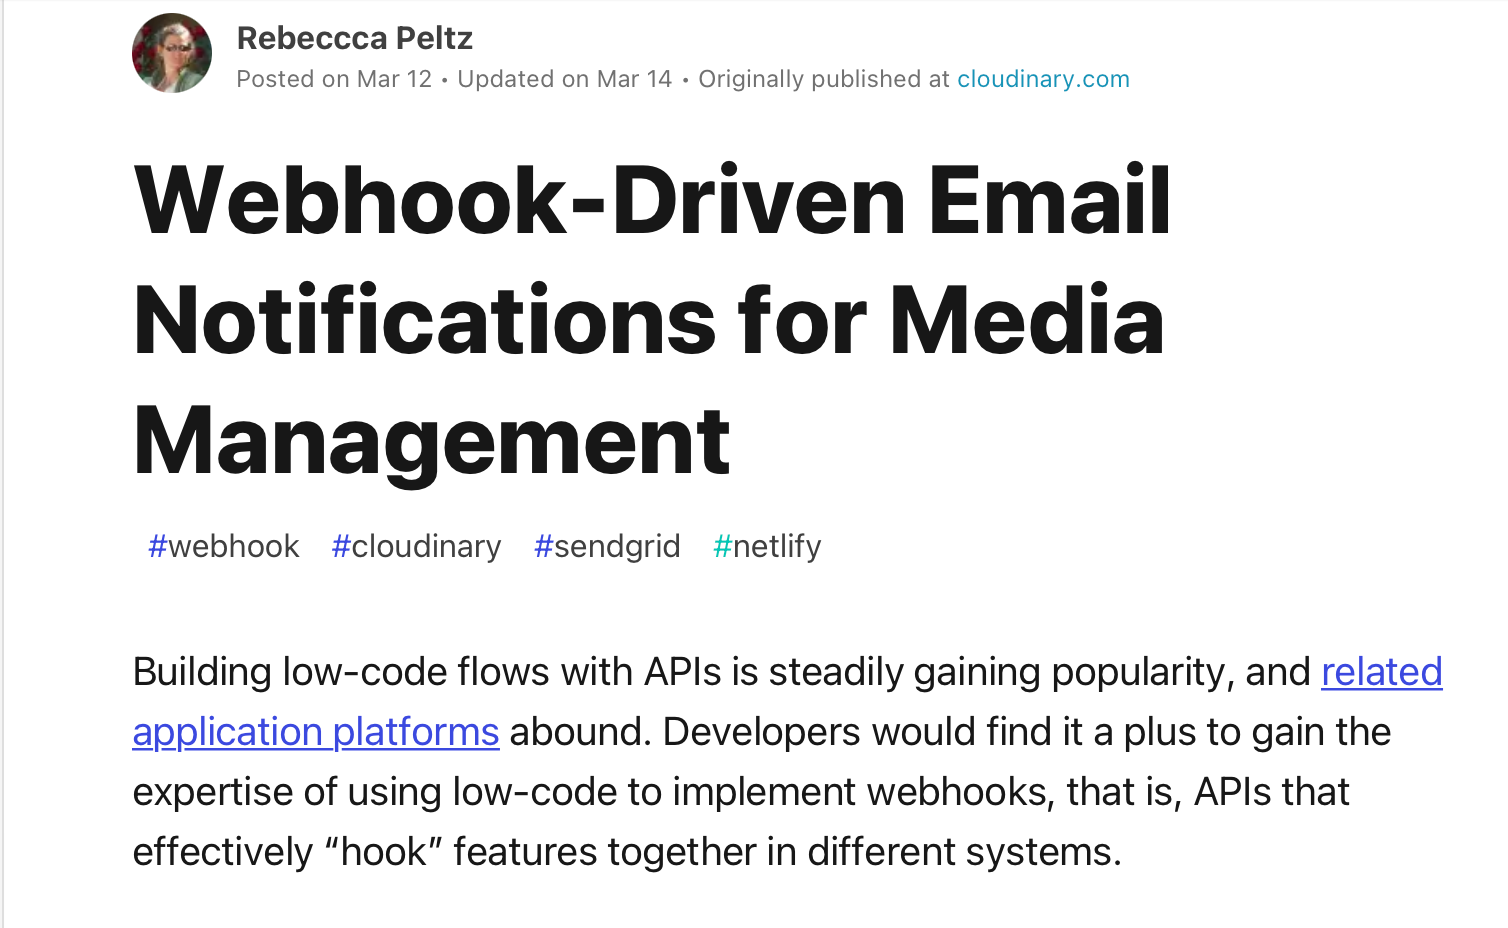 Rebeccca Peltz
Posted on Mar 12 • Updated on Mar 14 • Originally published at cloudinary.com
Webhook-Driven Email
Notifications for Media
Management
#webhook #cloudinary #sendgrid #netlify
Building low-code flows with APIs is steadily gaining popularity, and related
application platforms abound. Developers would find it a plus to gain the
expertise of using low-code to implement webhooks, that is, APIs that
effectively “hook” features together in different systems.